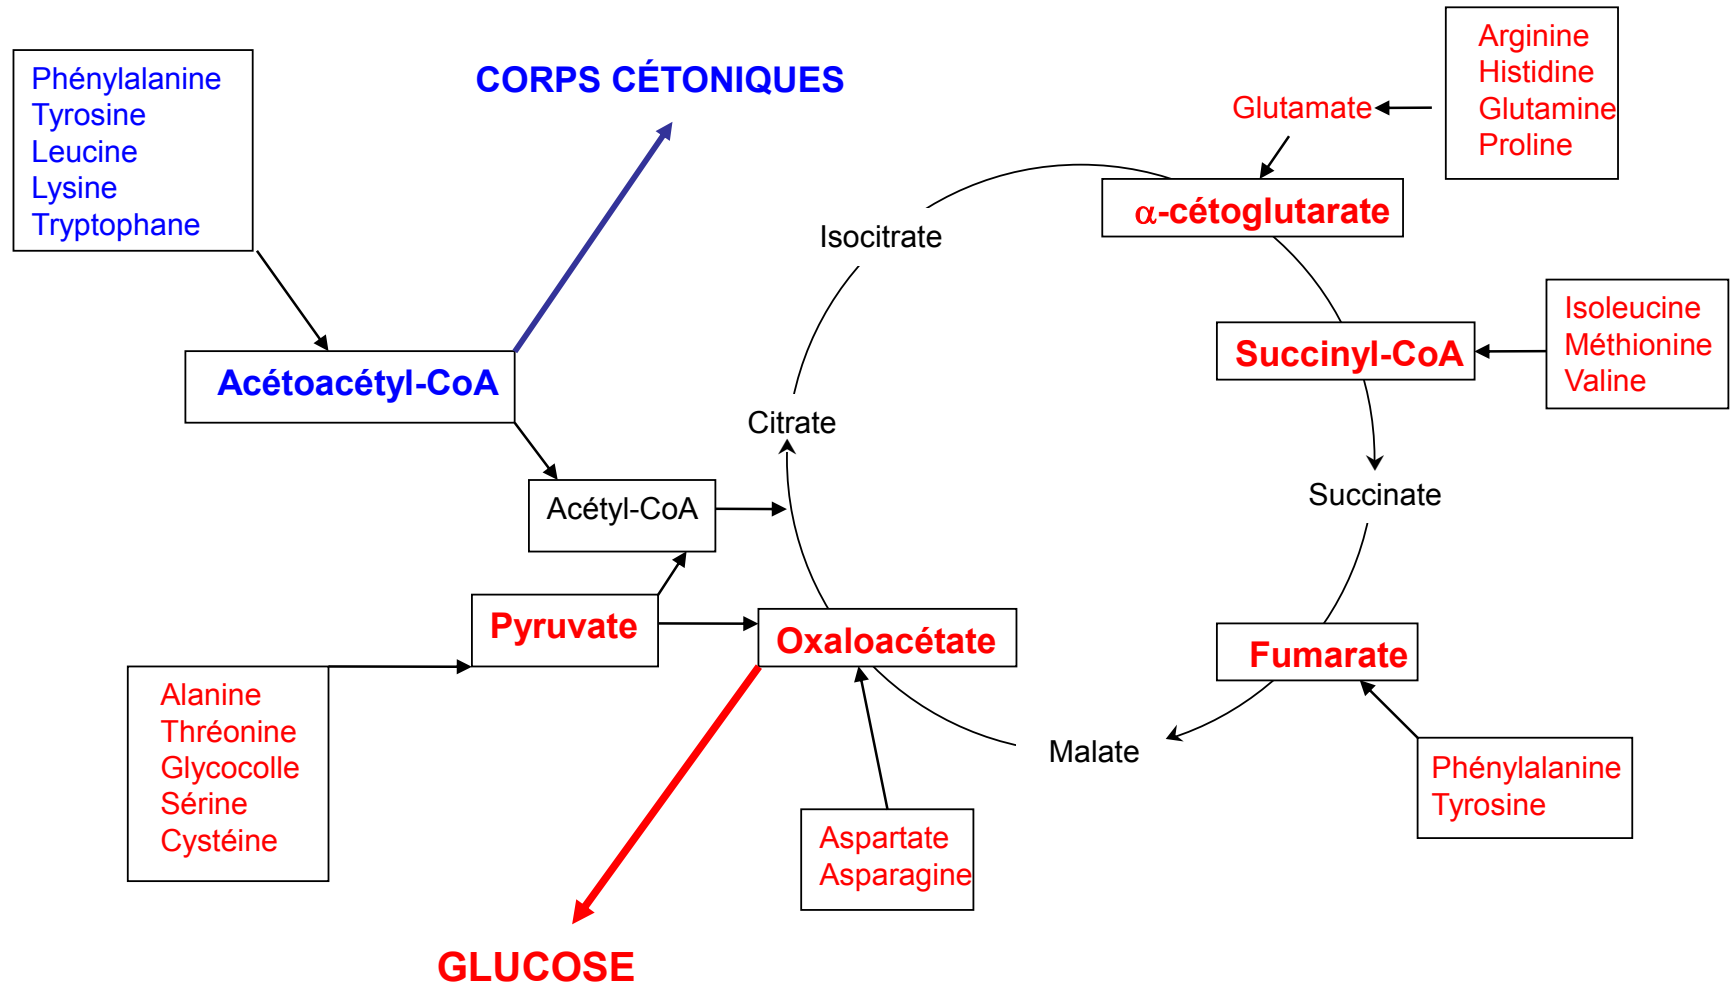 Phénylalanine
Tyrosine
Leucine
Lysine
Tryptophane
CORPS CÉTONIQUES
Arginine
Histidine
Glutamine
Proline
Glutamate
α-cétoglutarate
Isocitrate
Isoleucine
Méthionine
Valine
Succinyl-CoA
Acétoacétyl-CoA
Citrate
Acétyl-CoA
Succinate
Pyruvate
Oxaloacétate
Fumarate
Alanine
Thréonine
Glycocolle
Sérine
Cystéine
Malate
Phénylalanine
Tyrosine
Aspartate
Asparagine
GLUCOSE